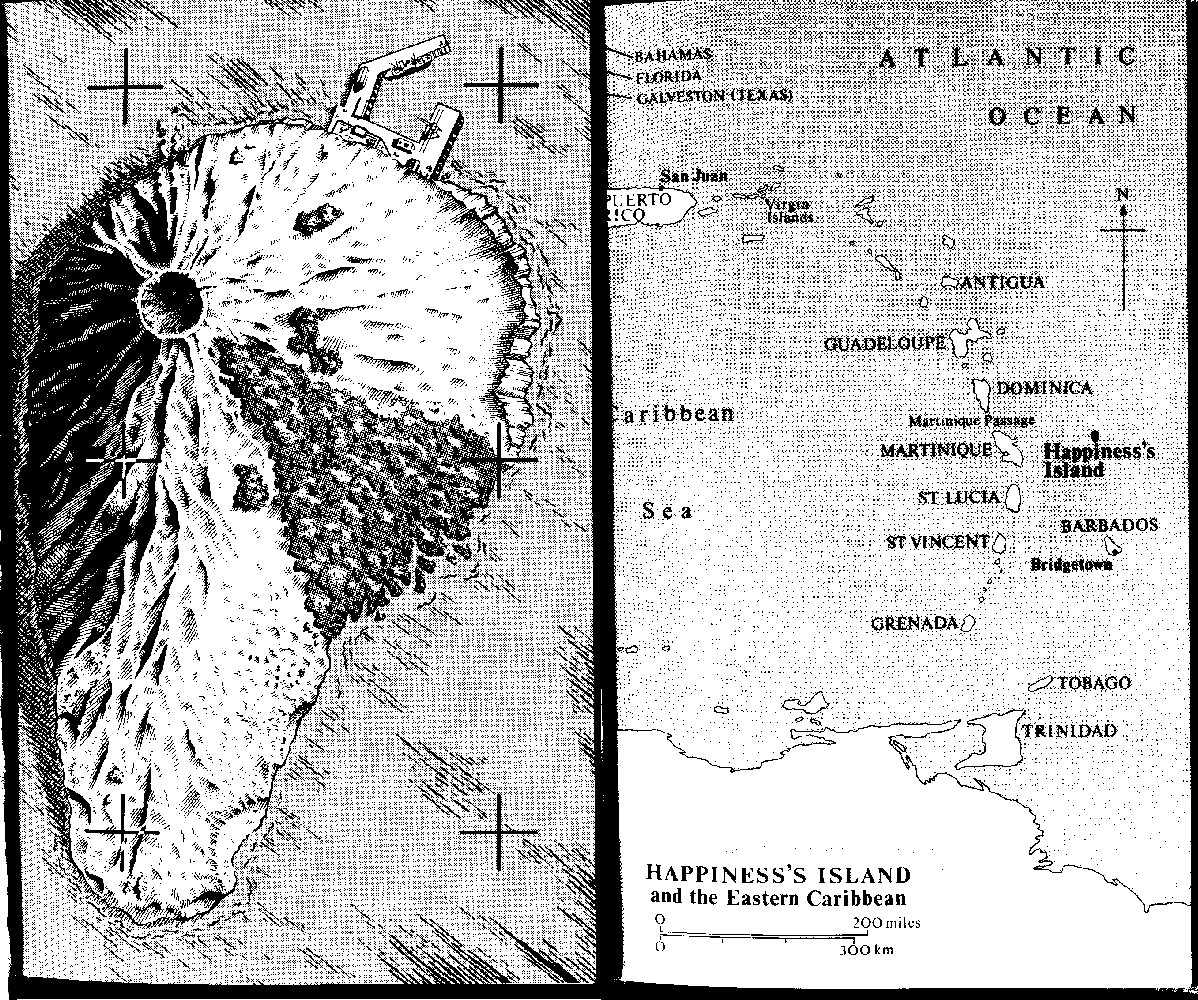 BAHAMAS
FLORIDA
GALVESTON (TEXAS)
ATLANTIC
OCEAN
San Juan
PUERTO
RICO
Virgin
Islands
N
ANTIGUA
GUADELOUPE
DOMINICA
Martinique Passage
MARTINIQUE
Happiness's
Island
aribbean
Sea
ST LUCIA
BARBADOS
ST VINCENT
Bridgetown
GRENADA
TOBAGO
TRINIDAD
HAPPINESS'S ISLAND
and the Eastern Caribbean
0 200 miles
0 300 km